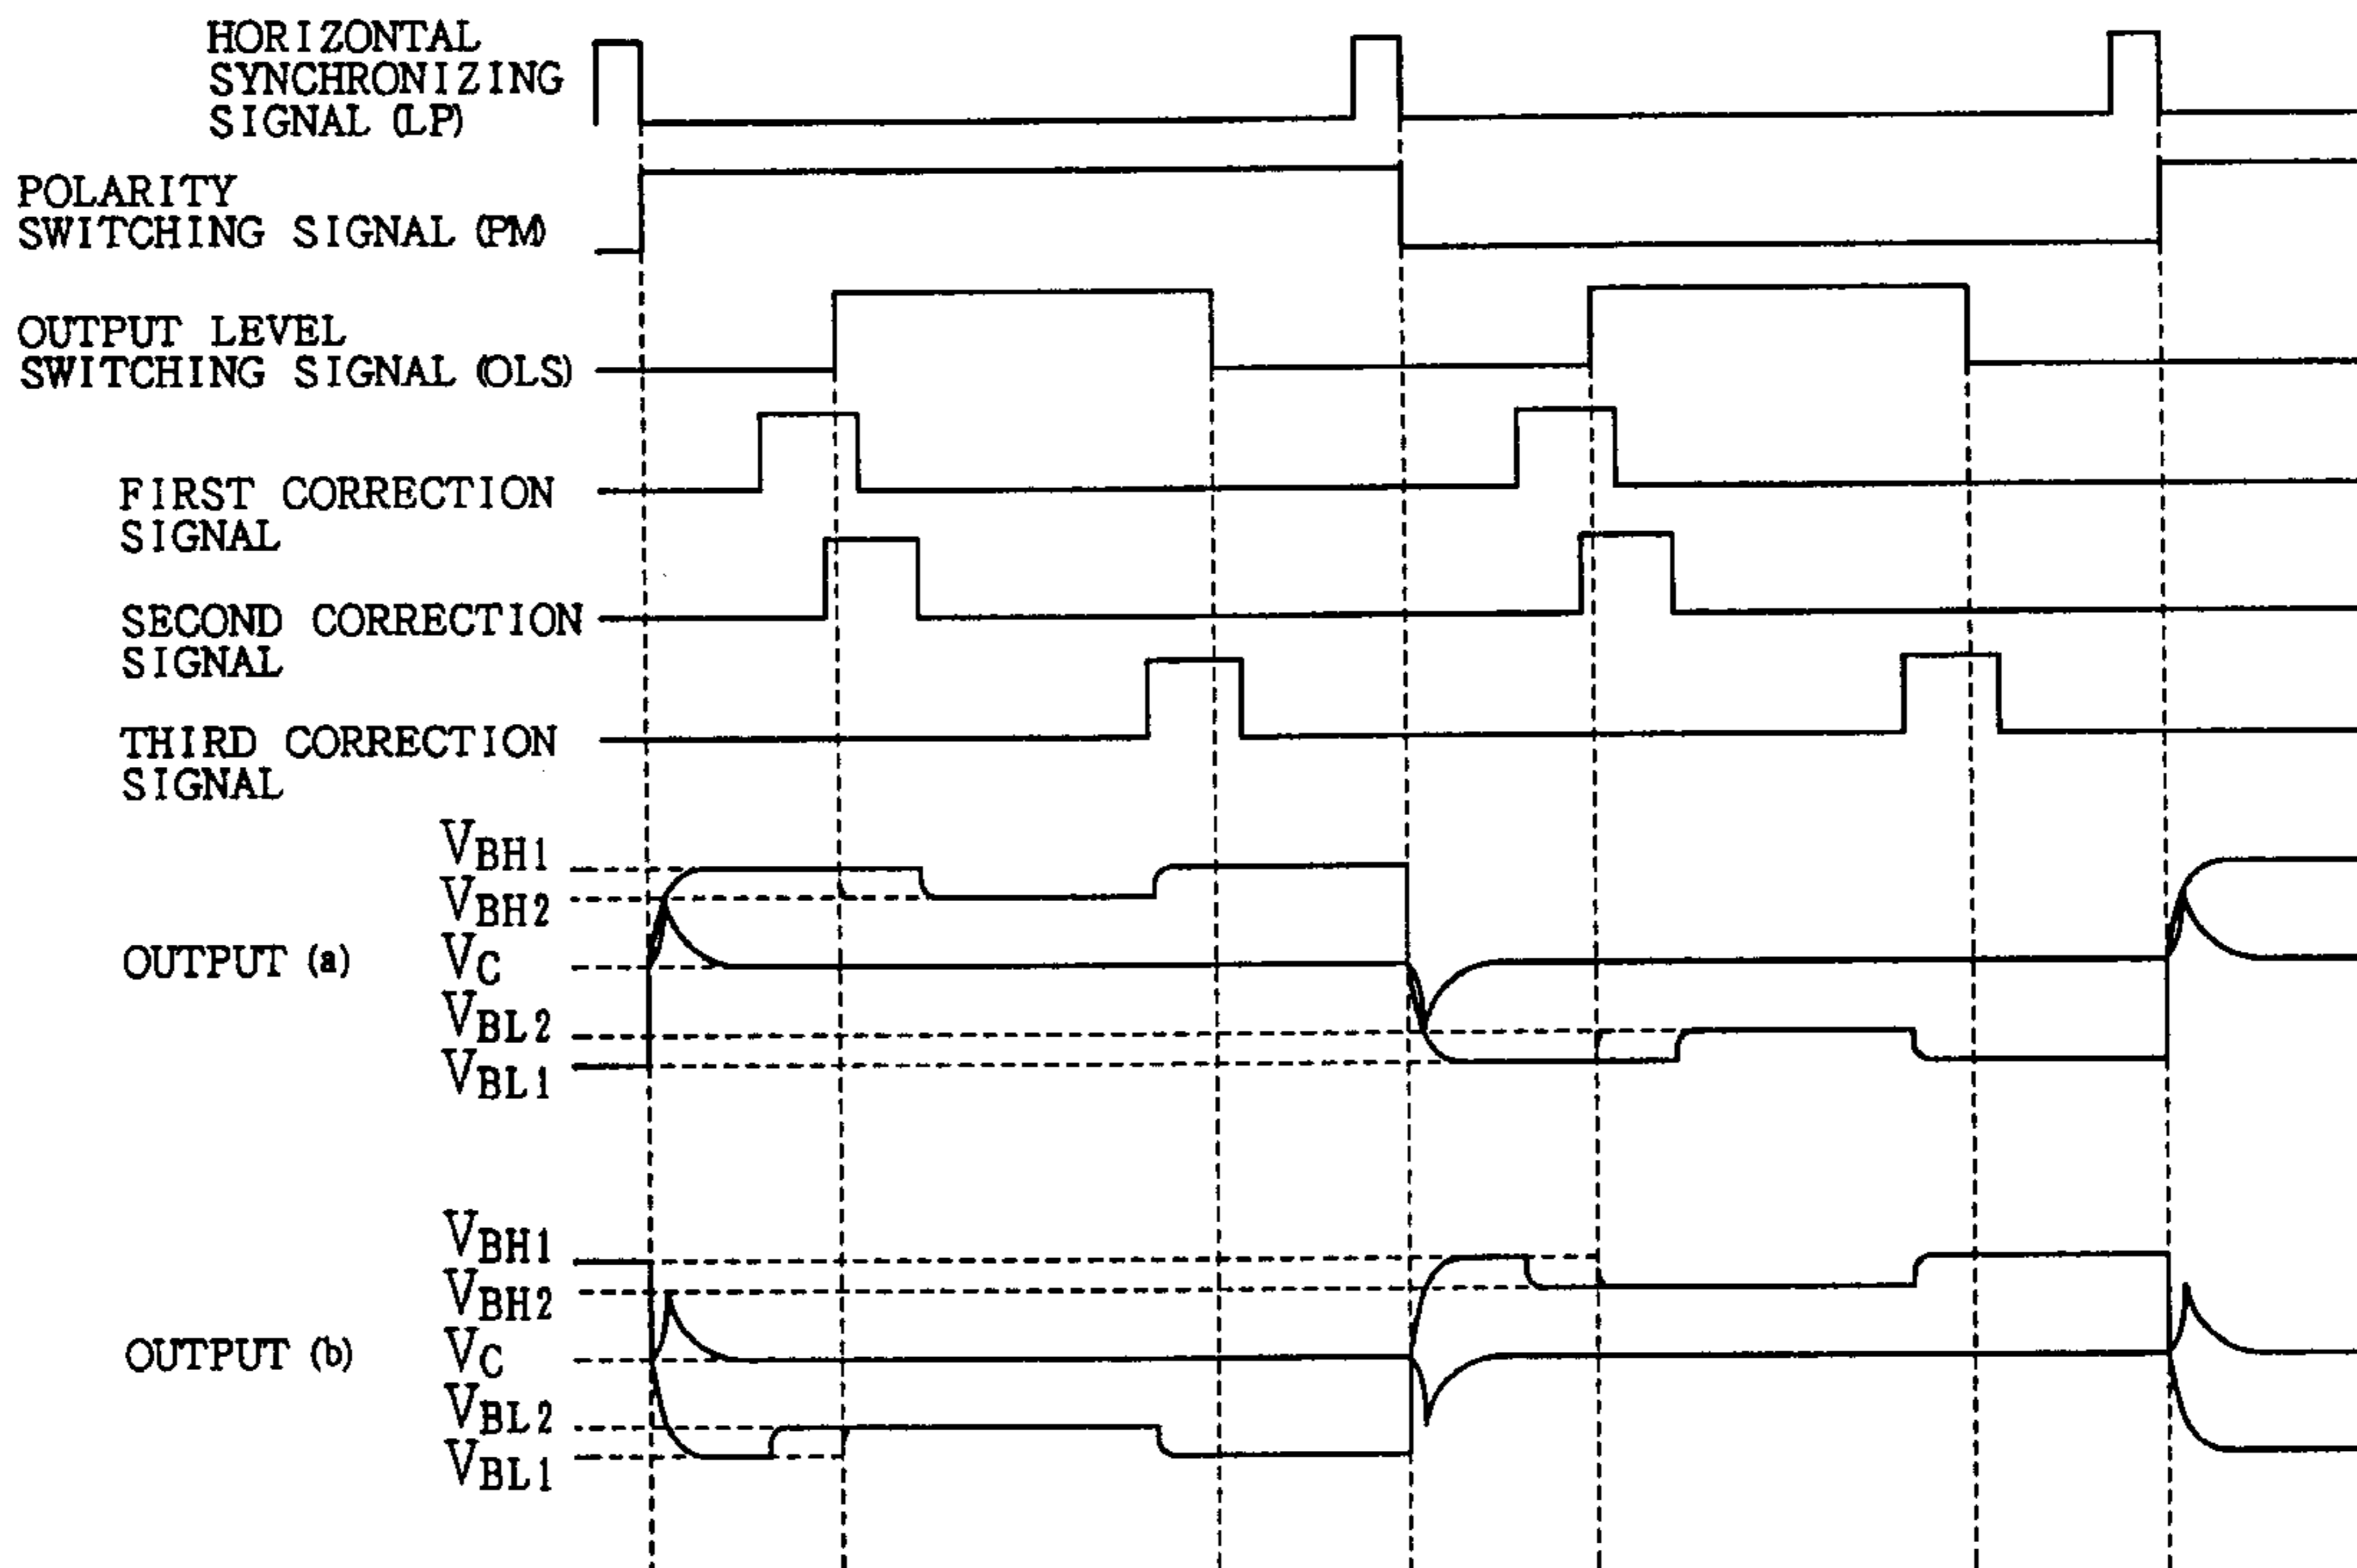 HORIZONTAL
SYNCHRONIZING
SIGNAL (LP)
POLARITY
SWITCHING SIGNAL (PM)
OUTPUT LEVEL
SWITCHING SIGNAL (OLS)
FIRST CORRECTION
SIGNAL
SECOND CORRECTION
SIGNAL
THIRD CORRECTION
SIGNAL
VBH1
VBH2
OUTPUT (a) VC
VBL2
VBL1
VBH1
VBH2
OUTPUT (b) VC
VBL2
VBL1